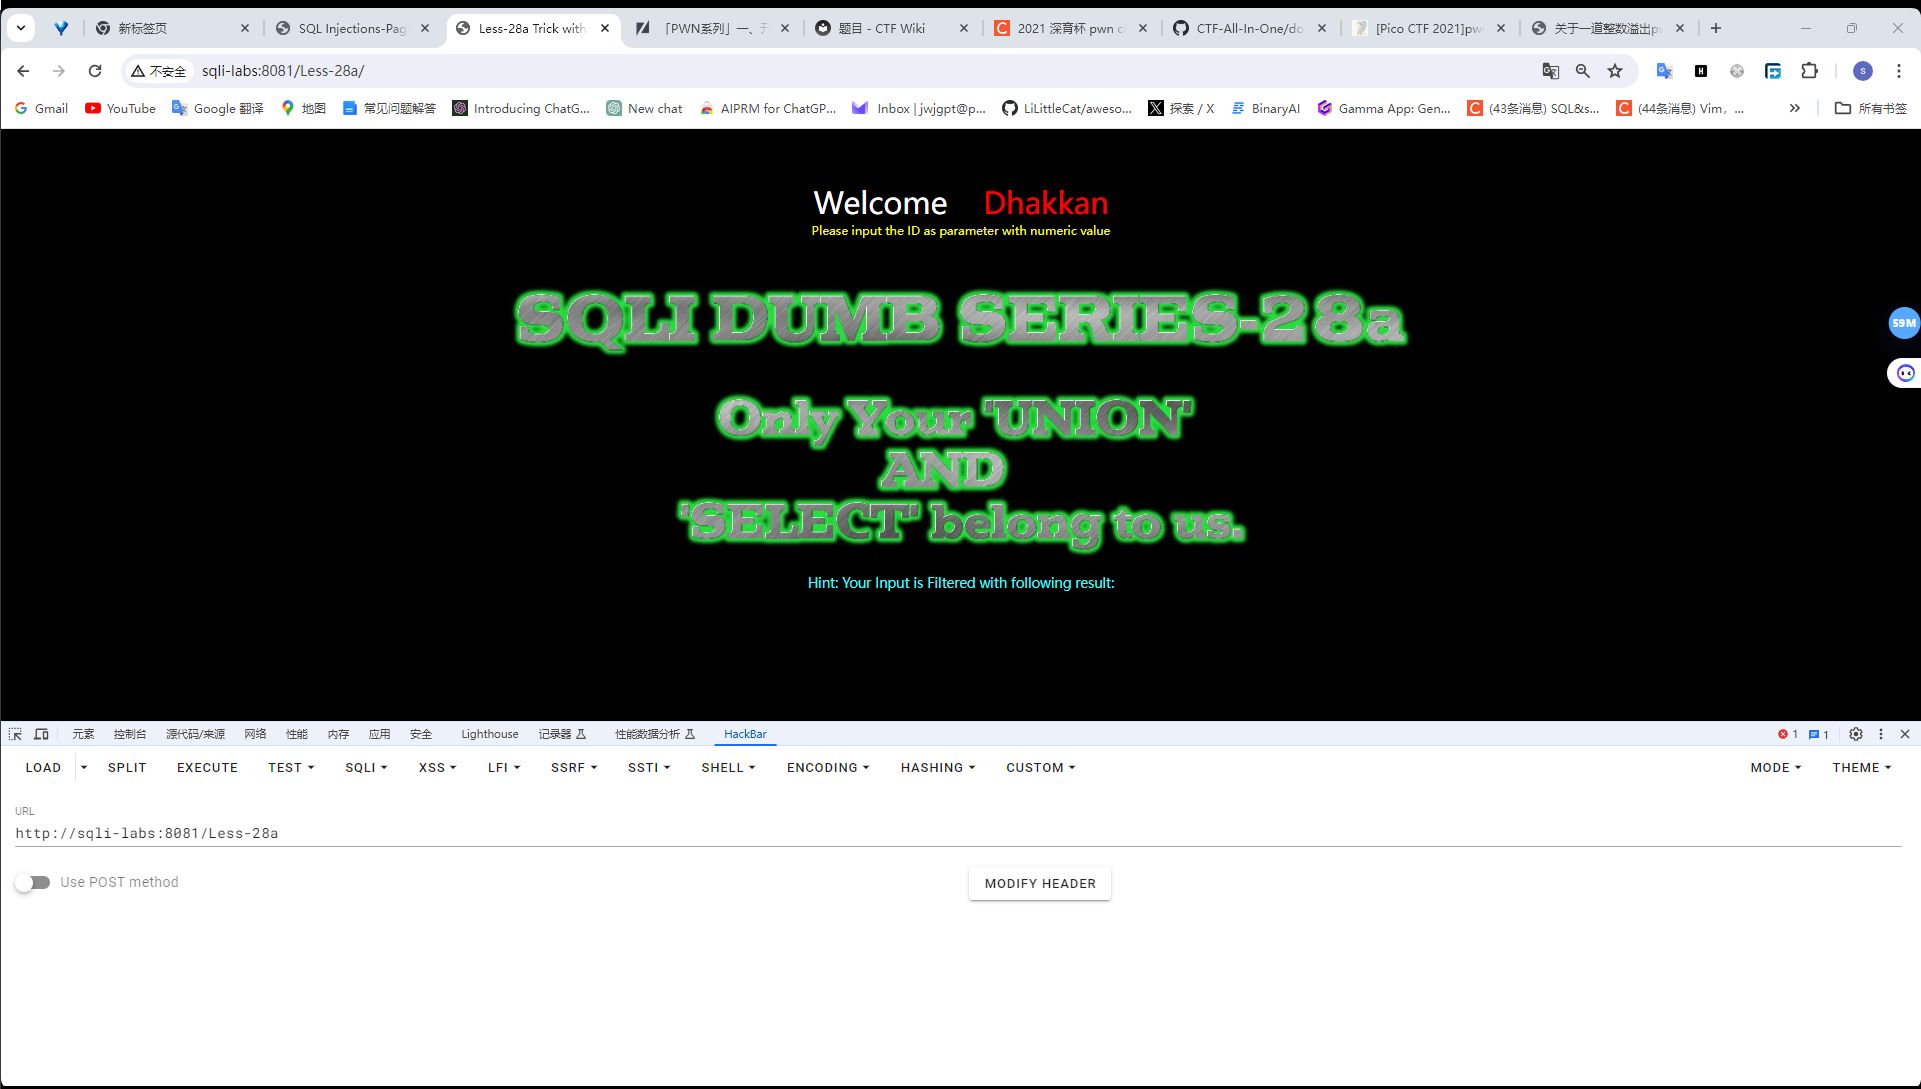 新标签页
SQL Injections-Pag
Less-28a Trick with
「PWN系列」一、
题目 - CTF Wiki
2021 深育杯 pwn
CTF-All-In-One/do
[Pico CTF 2021]pw
关于一道整数溢出p
不安全
sqli-labs:8081/Less-28a/
S
Gmail
YouTube
Google 翻译
地图
常见问题解答
Introducing ChatG...
New chat
AIPRM for ChatGP...
Inbox | jwjgpt@p...
LiLittleCat/aweso...
探索 / X
BinaryAI
Gamma App: Gen...
(43条消息) SQL&s...
(44条消息) Vim，...
所有书签
Welcome Dhakkan
Please input the ID as parameter with numeric value
SQLI DUMB SERIES-28a
59M
Only Your 'UNION'
AND
'SELECT' belong to us.
Hint: Your Input is Filtered with following result:
元素 控制台 源代码/来源 网络 性能 内存 应用 安全 Lighthouse 记录器 性能数据分析 HackBar 1 1
LOAD SPLIT EXECUTE TEST SQLI XSS LFI SSRF SSTI SHELL ENCODING HASHING CUSTOM MODE THEME
URL
http://sqli-labs:8081/Less-28a
Use POST method
MODIFY HEADER